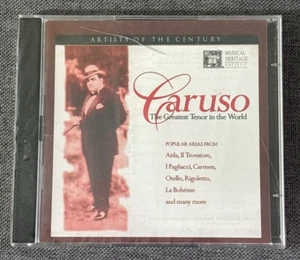 ARTISTS OF THE CENTURY
MUSICAL
HERITAGE
SOCIETY
Caruso
The Greatest Tenor in the World
POPULAR ARIAS FROM
Aida, Il Trovatore,
I Pagliacci, Carmen,
Otello, Rigoletto,
La Bohème
and many more